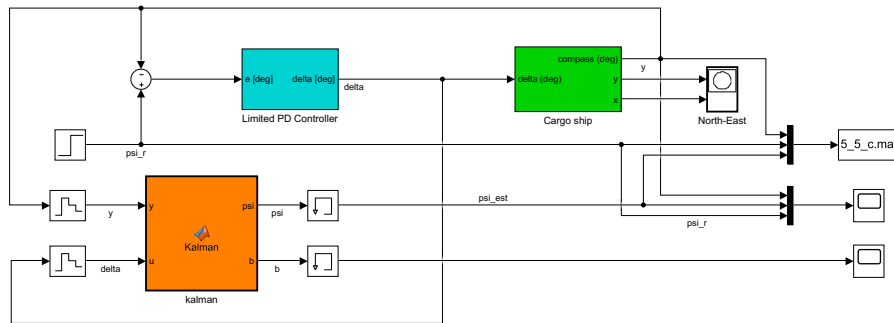 compass (deg)
y
e [deg]
delta [deg]
delta
delta (deg)
y
x
Limited PD Controller
Cargo ship
North-East
-
+
psi_r
5_5_c.ma
y
y
psi
psi
psi_est
psi_r
Kalman
delta
u
b
b
kalman